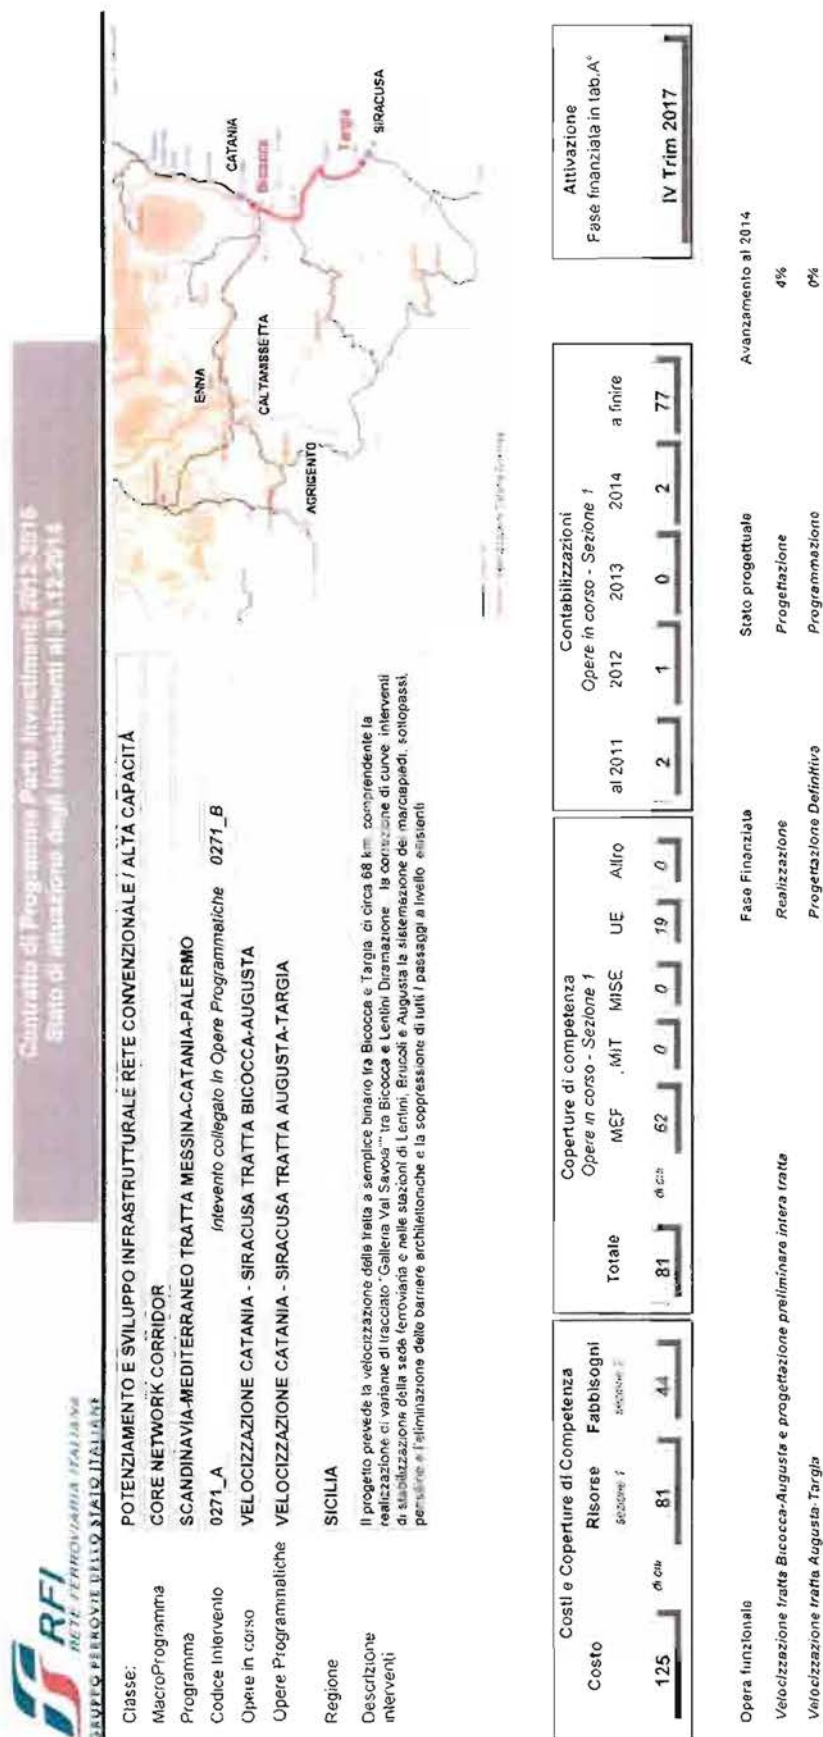 Contratto di Programma Parte Investimenti 2012-2016
Stato di attuazione degli investimenti al 31.12.2014
RFI
RETE FERROVIARIA ITALIANA
GRUPPO FERROVIE DELLO STATO ITALIANE
Classe: POTENZIAMENTO E SVILUPPO INFRASTRUTTURALE RETE CONVENZIONALE / ALTA CAPACITÀ
MacroProgramma CORE NETWORK CORRIDOR
Programma SCANDINAVIA-MEDITERRANEO TRATTA MESSINA-CATANIA-PALERMO
Codice Intervento 0271_A Intevento collegato in Opere Programmatiche 0271_B
Opere in corso VELOCIZZAZIONE CATANIA - SIRACUSA TRATTA BICOCCA-AUGUSTA
Opere Programmatiche VELOCIZZAZIONE CATANIA - SIRACUSA TRATTA AUGUSTA-TARGIA
Regione SICILIA
Descrizione interventi
Il progetto prevede la velocizzazione della tratta a semplice binario tra Bicocca e Targia di circa 68 km comprendente la
realizzazione di variante di tracciato "Galleria Val Savoia"" tra Bicocca e Lentini Diramazione la correzione di curve interventi
di stabilizzazione della sede ferroviaria e nelle stazioni di Lentini, Brucoli e Augusta la sistemazione dei marciapiedi, sottopassi,
pensiline e l'eliminazione delle barriere architettoniche e la soppressione di tutti i passaggi a livello esistenti
CATANIA
Bicocca
Targia
SIRACUSA
ENNA
CALTANISSETTA
AGRIGENTO
Costi e Coperture di Competenza
Costo Risorse Fabbisogni
sezione 1 sezione 2
125 di cui 81 44
Coperture di competenza
Opere in corso - Sezione 1
Totale MEF MIT MISE UE Altro
81 di cui 62 0 0 19 0
Contabilizzazioni
Opere in corso - Sezione 1
al 2011 2012 2013 2014 a finire
2 1 0 2 77
Attivazione
Fase finanziata in tab.A°
IV Trim 2017
Opera funzionale Fase Finanziata Stato progettuale Avanzamento al 2014
Velocizzazione tratta Bicocca-Augusta e progettazione preliminare intera tratta Realizzazione Progettazione 4%
Velocizzazione tratta Augusta-Targia Progettazione Definitiva Programmazione 0%